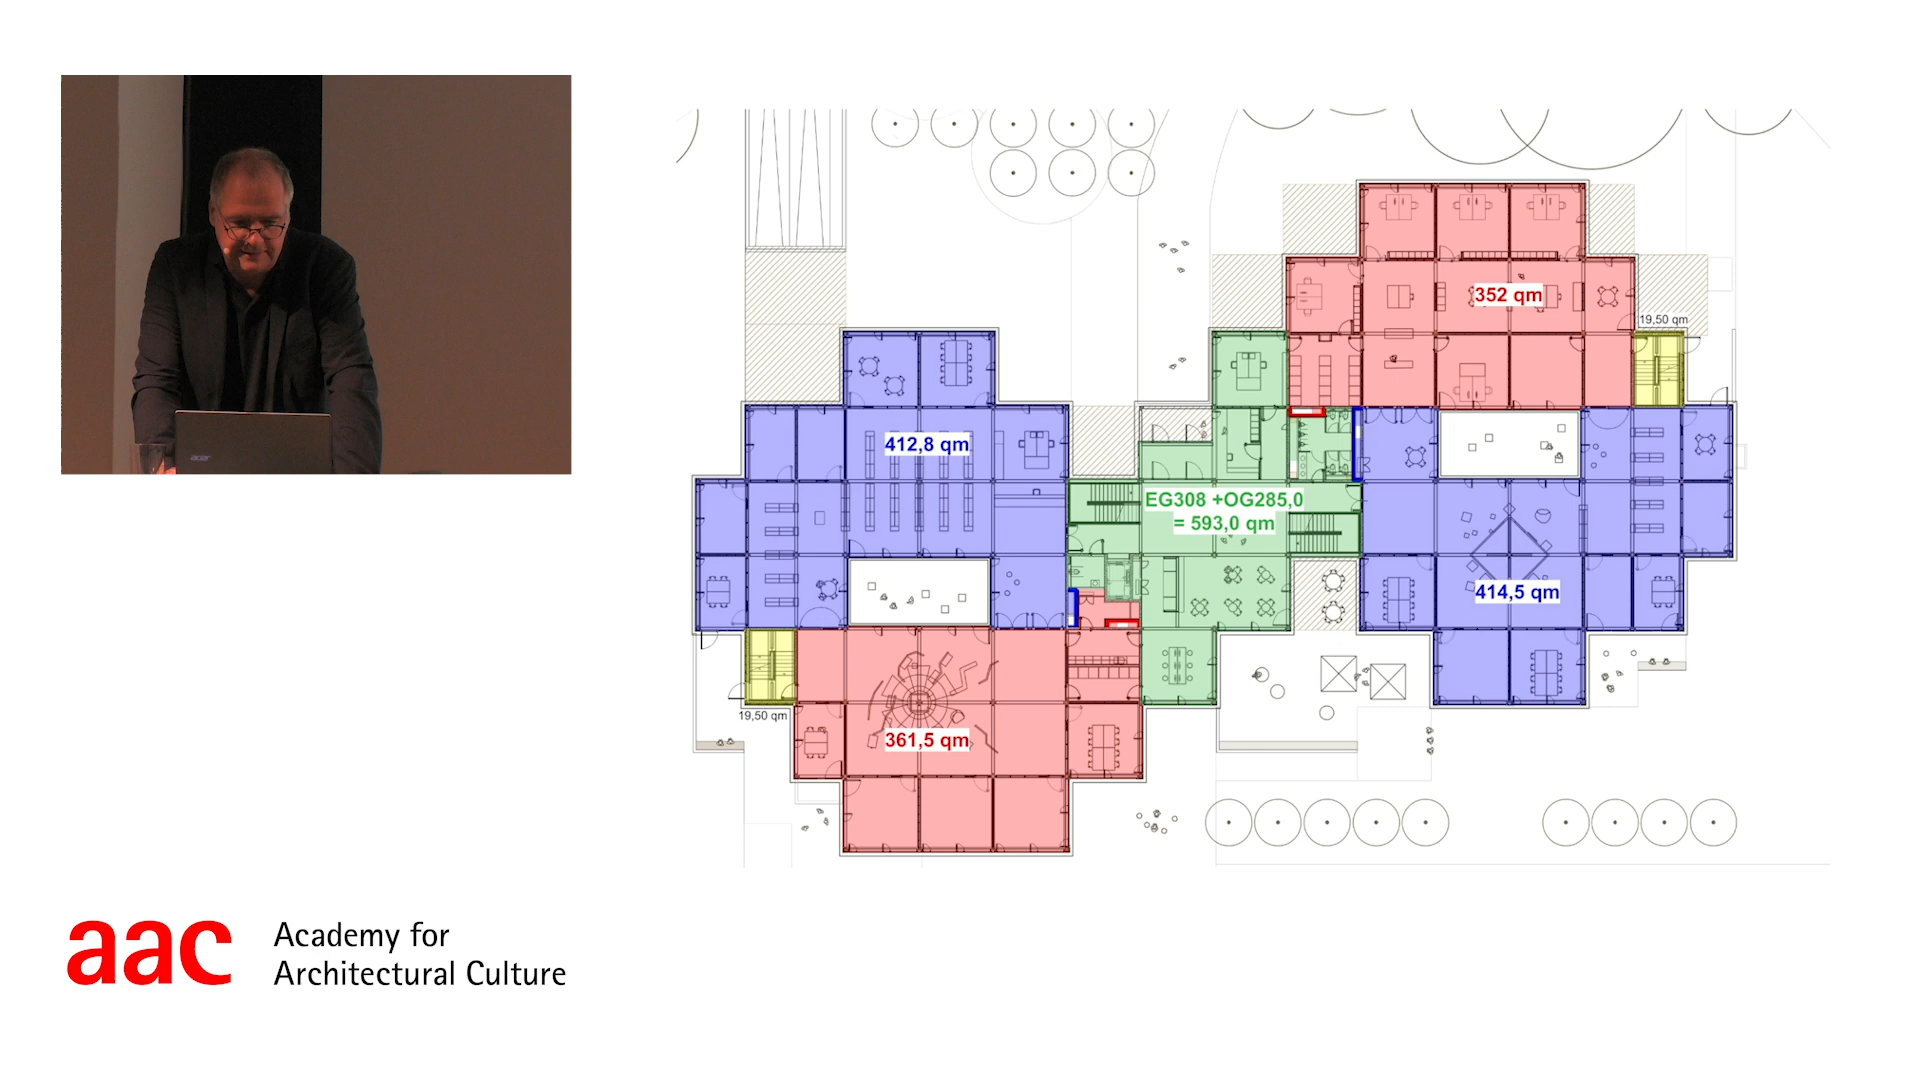 acer
352 qm
19,50 qm
412,8 qm
EG308 +OG285,0
= 593,0 qm
414,5 qm
19,50 qm
361,5 qm
aac
Academy for
Architectural Culture